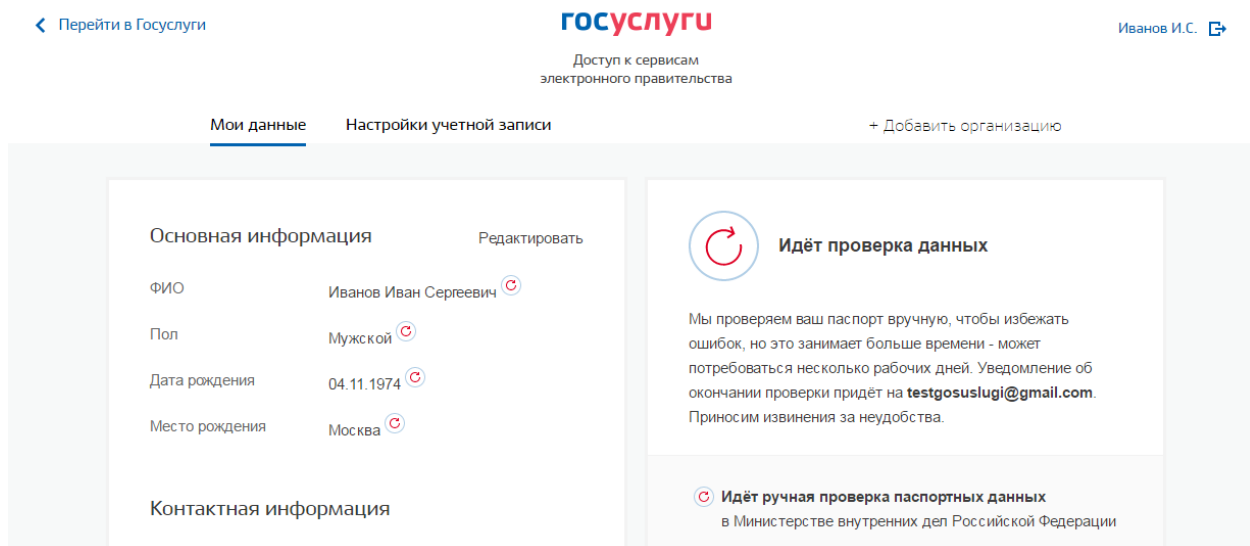 Перейти в Госуслуги
госуслуги
Иванов И.С.
Доступ к сервисам
электронного правительства
Мои данные
Настройки учетной записи
+ Добавить организацию
Основная информация
Редактировать
ФИО
Иванов Иван Сергеевич
Пол
Мужской
Дата рождения
04.11.1974
Место рождения
Москва
Контактная информация
Идёт проверка данных
Мы проверяем ваш паспорт вручную, чтобы избежать
ошибок, но это занимает больше времени - может
потребоваться несколько рабочих дней. Уведомление об
окончании проверки придёт на testgosuslugi@gmail.com.
Приносим извинения за неудобства.
Идёт ручная проверка паспортных данных
в Министерстве внутренних дел Российской Федерации